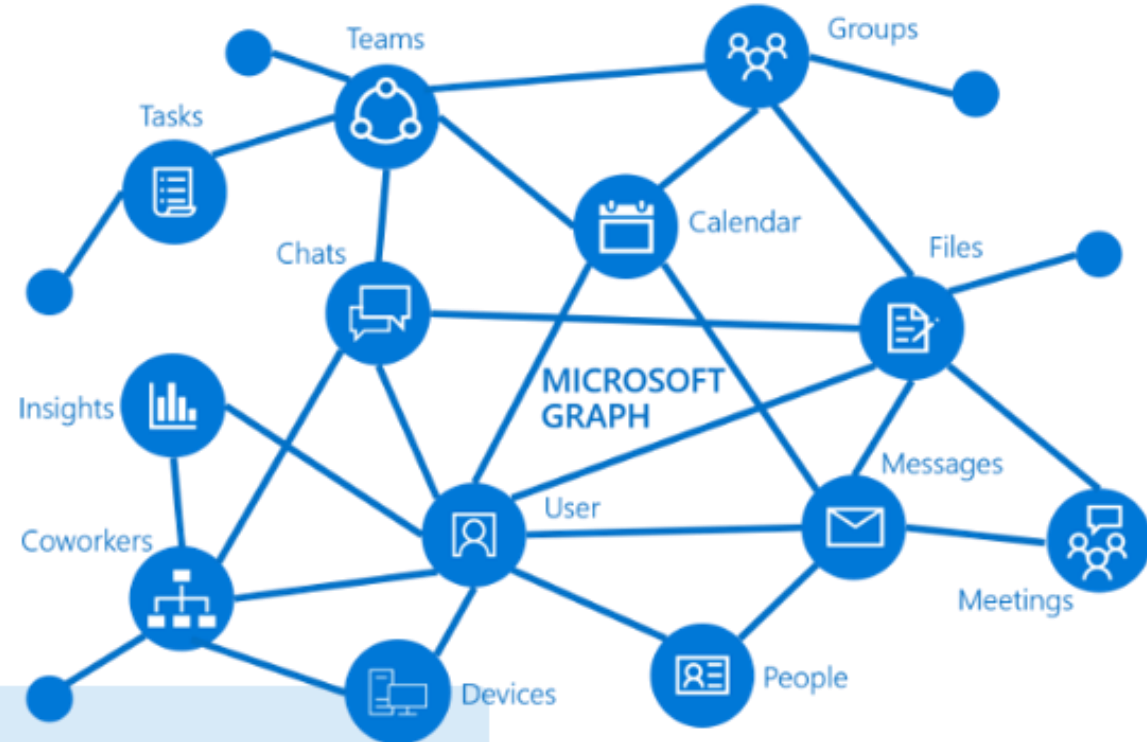 Teams
Groups
Tasks
Calendar
Chats
Files
MICROSOFT
GRAPH
Insights
Messages
User
Coworkers
Meetings
People
Devices